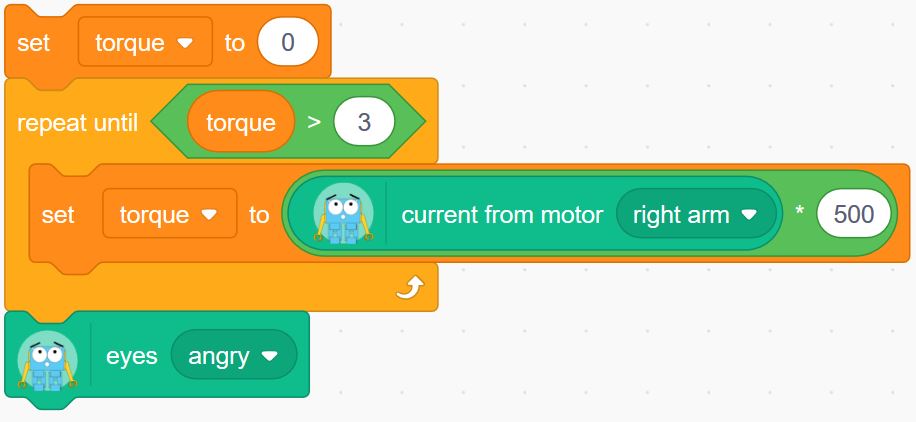 set torque to 0
repeat until torque > 3
set torque to current from motor right arm * 500
eyes angry